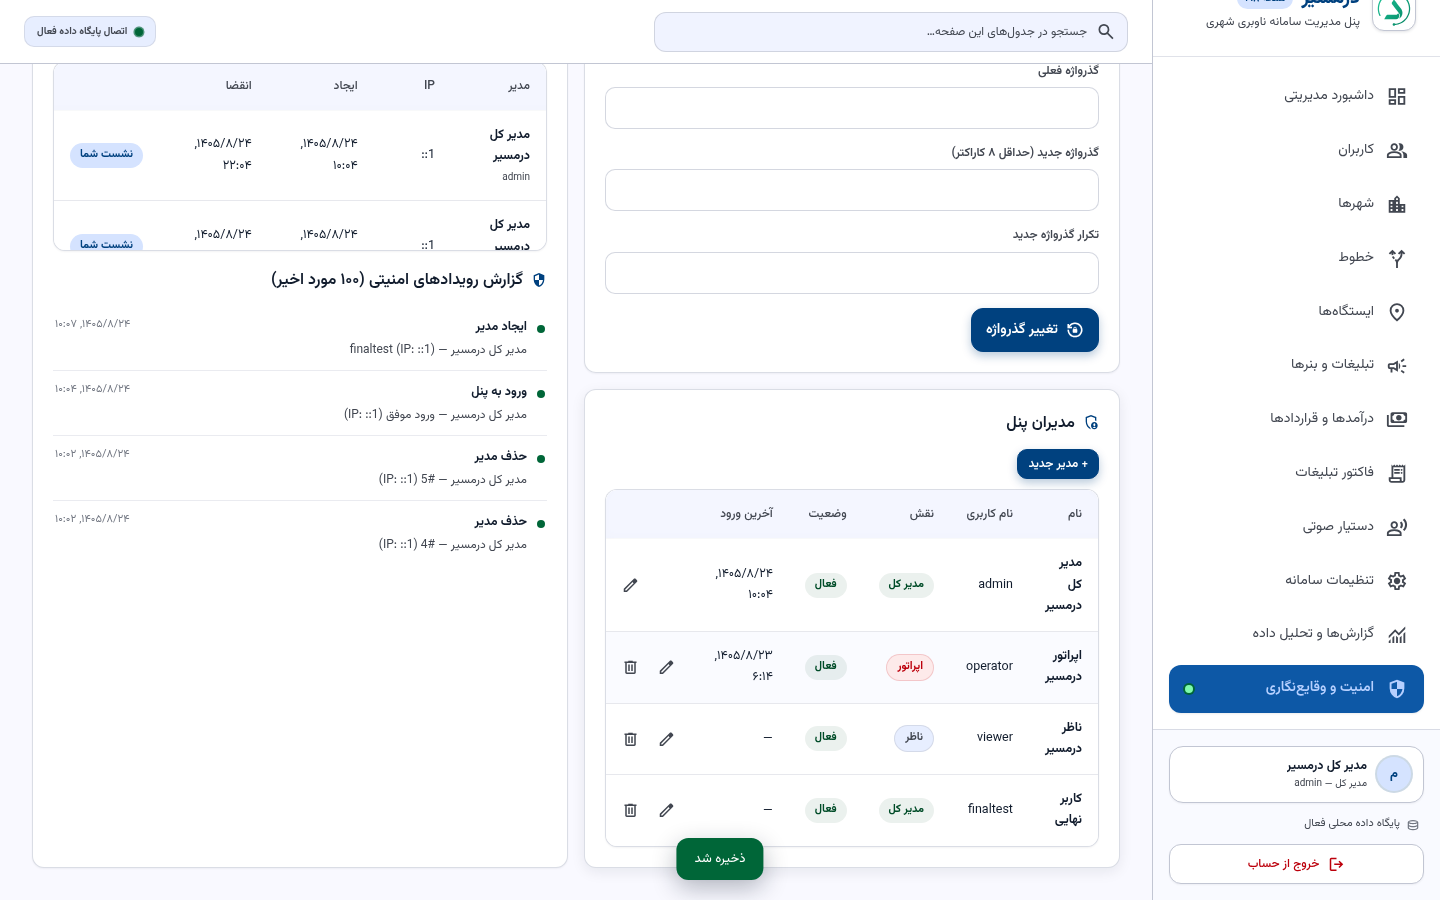 درمسیر
پنل مدیریت سامانه ناوبری شهری
داشبورد مدیریتی
کاربران
شهرها
خطوط
ایستگاه‌ها
تبلیغات و بنرها
درآمدها و قراردادها
فاکتور تبلیغات
دستیار صوتی
تنظیمات سامانه
گزارش‌ها و تحلیل داده
امنیت و وقایع‌نگاری
م
مدیر کل درمسیر
مدیر کل — admin
پایگاه داده محلی فعال
خروج از حساب
جستجو در جدول‌های این صفحه...
اتصال پایگاه داده فعال
گذرواژه فعلی
گذرواژه جدید (حداقل ۸ کاراکتر)
تکرار گذرواژه جدید
تغییر گذرواژه
مدیران پنل
+ مدیر جدید
نام نام کاربری نقش وضعیت آخرین ورود
مدیر کل درمسیر admin مدیر کل فعال ۱۴۰۵/۸/۲۴, ۱۰:۰۴
اپراتور درمسیر operator اپراتور فعال ۱۴۰۵/۸/۲۳, ۶:۱۴
ناظر درمسیر viewer ناظر فعال —
کاربر نهایی finaltest مدیر کل فعال —
مدیر IP ایجاد انقضا
مدیر کل درمسیر admin ::1 ۱۴۰۵/۸/۲۴, ۱۰:۰۴ ۱۴۰۵/۸/۲۴, ۲۲:۰۴ نشست شما
مدیر کل درمسیر ::1 ۱۴۰۵/۸/۲۴, ۱۴۰۵/۸/۲۴, نشست شما
گزارش رویدادهای امنیتی (۱۰۰ مورد اخیر)
ایجاد مدیر ۱۴۰۵/۸/۲۴, ۱۰:۰۷
مدیر کل درمسیر — finaltest (IP: ::1)
ورود به پنل ۱۴۰۵/۸/۲۴, ۱۰:۰۴
مدیر کل درمسیر — ورود موفق (IP: ::1)
حذف مدیر ۱۴۰۵/۸/۲۴, ۱۰:۰۲
مدیر کل درمسیر — #5 (IP: ::1)
حذف مدیر ۱۴۰۵/۸/۲۴, ۱۰:۰۲
مدیر کل درمسیر — #4 (IP: ::1)
ذخیره شد